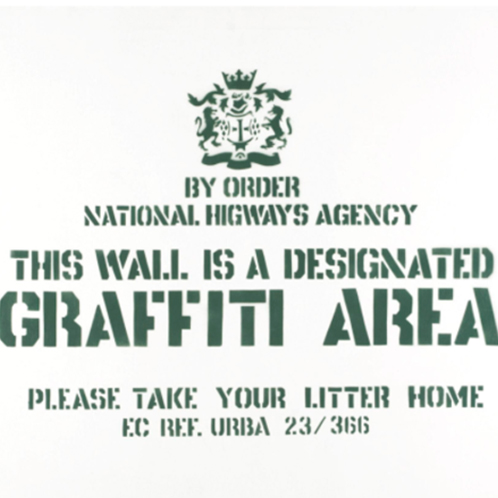 BY ORDER
NATIONAL HIGWAYS AGENCY
THIS WALL IS A DESIGNATED
GRAFFITI AREA
PLEASE TAKE YOUR LITTER HOME
EC REF. URBA 23/366